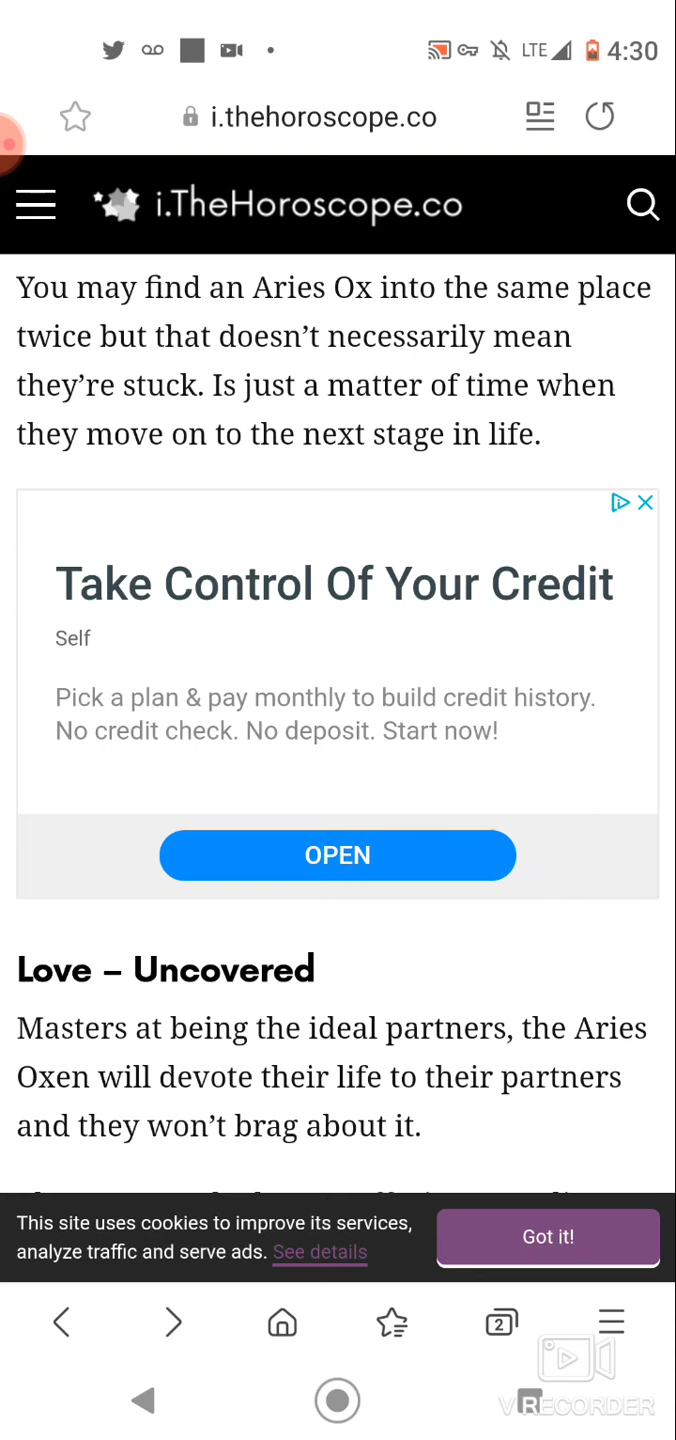 LTE 4:30
i.thehoroscope.co
i.TheHoroscope.co
You may find an Aries Ox into the same place
twice but that doesn’t necessarily mean
they’re stuck. Is just a matter of time when
they move on to the next stage in life.
Take Control Of Your Credit
Self
Pick a plan & pay monthly to build credit history.
No credit check. No deposit. Start now!
OPEN
Love – Uncovered
Masters at being the ideal partners, the Aries
Oxen will devote their life to their partners
and they won’t brag about it.
This site uses cookies to improve its services,
analyze traffic and serve ads. See details
Got it!
2
VRECORDER